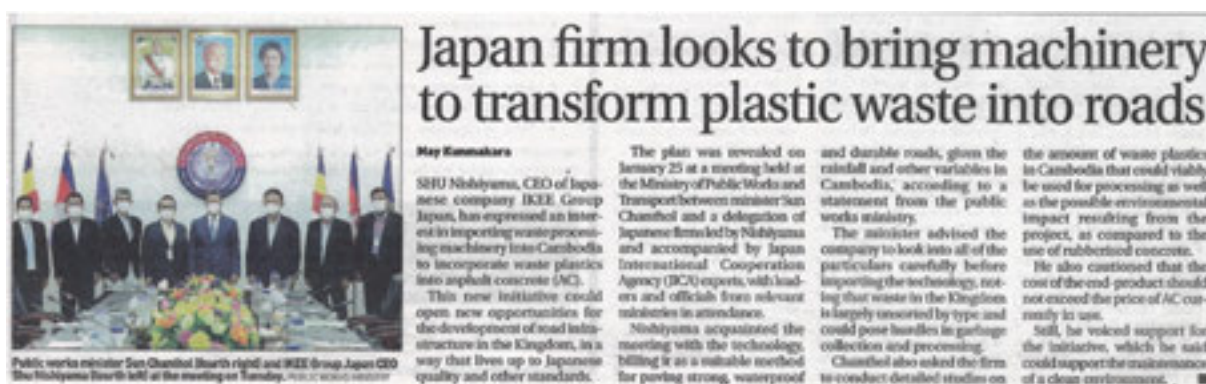 Japan firm looks to bring machinery
to transform plastic waste into roads
May Kunmakara
SHU Nishiyama, CEO of Japa-
nese company IKEE Group
Japan, has expressed an inter-
est in importing waste process-
ing machinery into Cambodia
to incorporate waste plastics
into asphalt concrete (AC).
This new initiative could
open new opportunities for
the development of road infra-
structure in the Kingdom, in a
way that lives up to Japanese
quality and other standards.
The plan was revealed on
January 25 at a meeting held at
the Ministry of Public Works and
Transport between minister Sun
Chanthol and a delegation of
Japanese firms led by Nishiyama
and accompanied by Japan
International Cooperation
Agency (JICA) experts, with lead-
ers and officials from relevant
ministries in attendance.
Nishiyama acquainted the
meeting with the technology,
billing it as a suitable method
for paving strong, waterproof
and durable roads, given the
rainfall and other variables in
Cambodia, according to a
statement from the public
works ministry.
The minister advised the
company to look into all of the
particulars carefully before
importing the technology, not-
ing that waste in the Kingdom
is largely unsorted by type and
could pose hurdles in garbage
collection and processing.
Chanthol also asked the firm
to conduct detailed studies on
the amount of waste plastics
in Cambodia that could viably
be used for processing as well
as the possible environmental
impact resulting from the
project, as compared to the
use of rubberised concrete.
He also cautioned that the
cost of the end-product should
not exceed the price of AC cur-
rently in use.
Still, he voiced support for
the initiative, which he said
could support the maintenance
of a clean environment.
Public works minister Sun Chanthol (fourth right) and IKEE Group Japan CEO
Shu Nishiyama (fourth left) at the meeting on Tuesday. PUBLIC WORKS MINISTRY